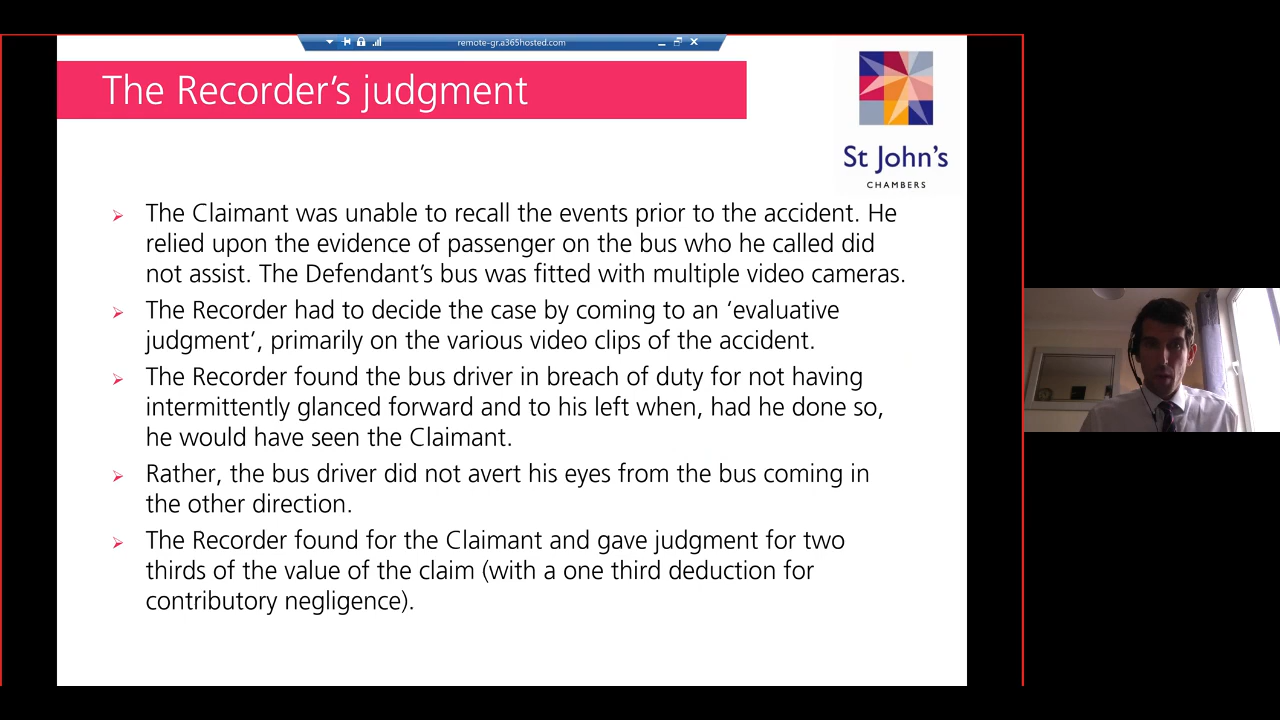 remote-gr.a365hosted.com
The Recorder's judgment
St John's
CHAMBERS
The Claimant was unable to recall the events prior to the accident. He
relied upon the evidence of passenger on the bus who he called did
not assist. The Defendant's bus was fitted with multiple video cameras.
The Recorder had to decide the case by coming to an 'evaluative
judgment', primarily on the various video clips of the accident.
The Recorder found the bus driver in breach of duty for not having
intermittently glanced forward and to his left when, had he done so,
he would have seen the Claimant.
Rather, the bus driver did not avert his eyes from the bus coming in
the other direction.
The Recorder found for the Claimant and gave judgment for two
thirds of the value of the claim (with a one third deduction for
contributory negligence).